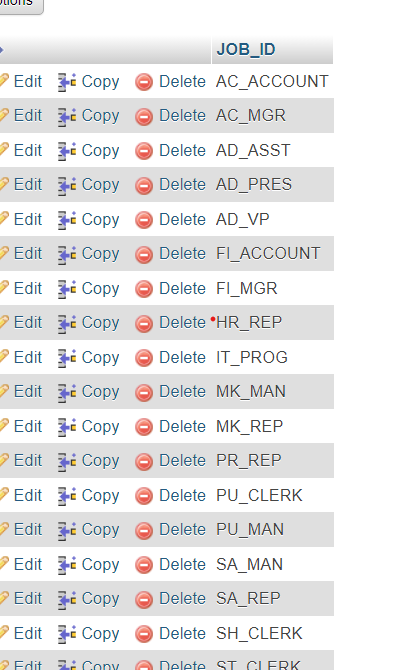 JOB_ID
Edit Copy Delete AC_ACCOUNT
Edit Copy Delete AC_MGR
Edit Copy Delete AD_ASST
Edit Copy Delete AD_PRES
Edit Copy Delete AD_VP
Edit Copy Delete FI_ACCOUNT
Edit Copy Delete FI_MGR
Edit Copy Delete HR_REP
Edit Copy Delete IT_PROG
Edit Copy Delete MK_MAN
Edit Copy Delete MK_REP
Edit Copy Delete PR_REP
Edit Copy Delete PU_CLERK
Edit Copy Delete PU_MAN
Edit Copy Delete SA_MAN
Edit Copy Delete SA_REP
Edit Copy Delete SH_CLERK
Edit Copy Delete ST_CLERK